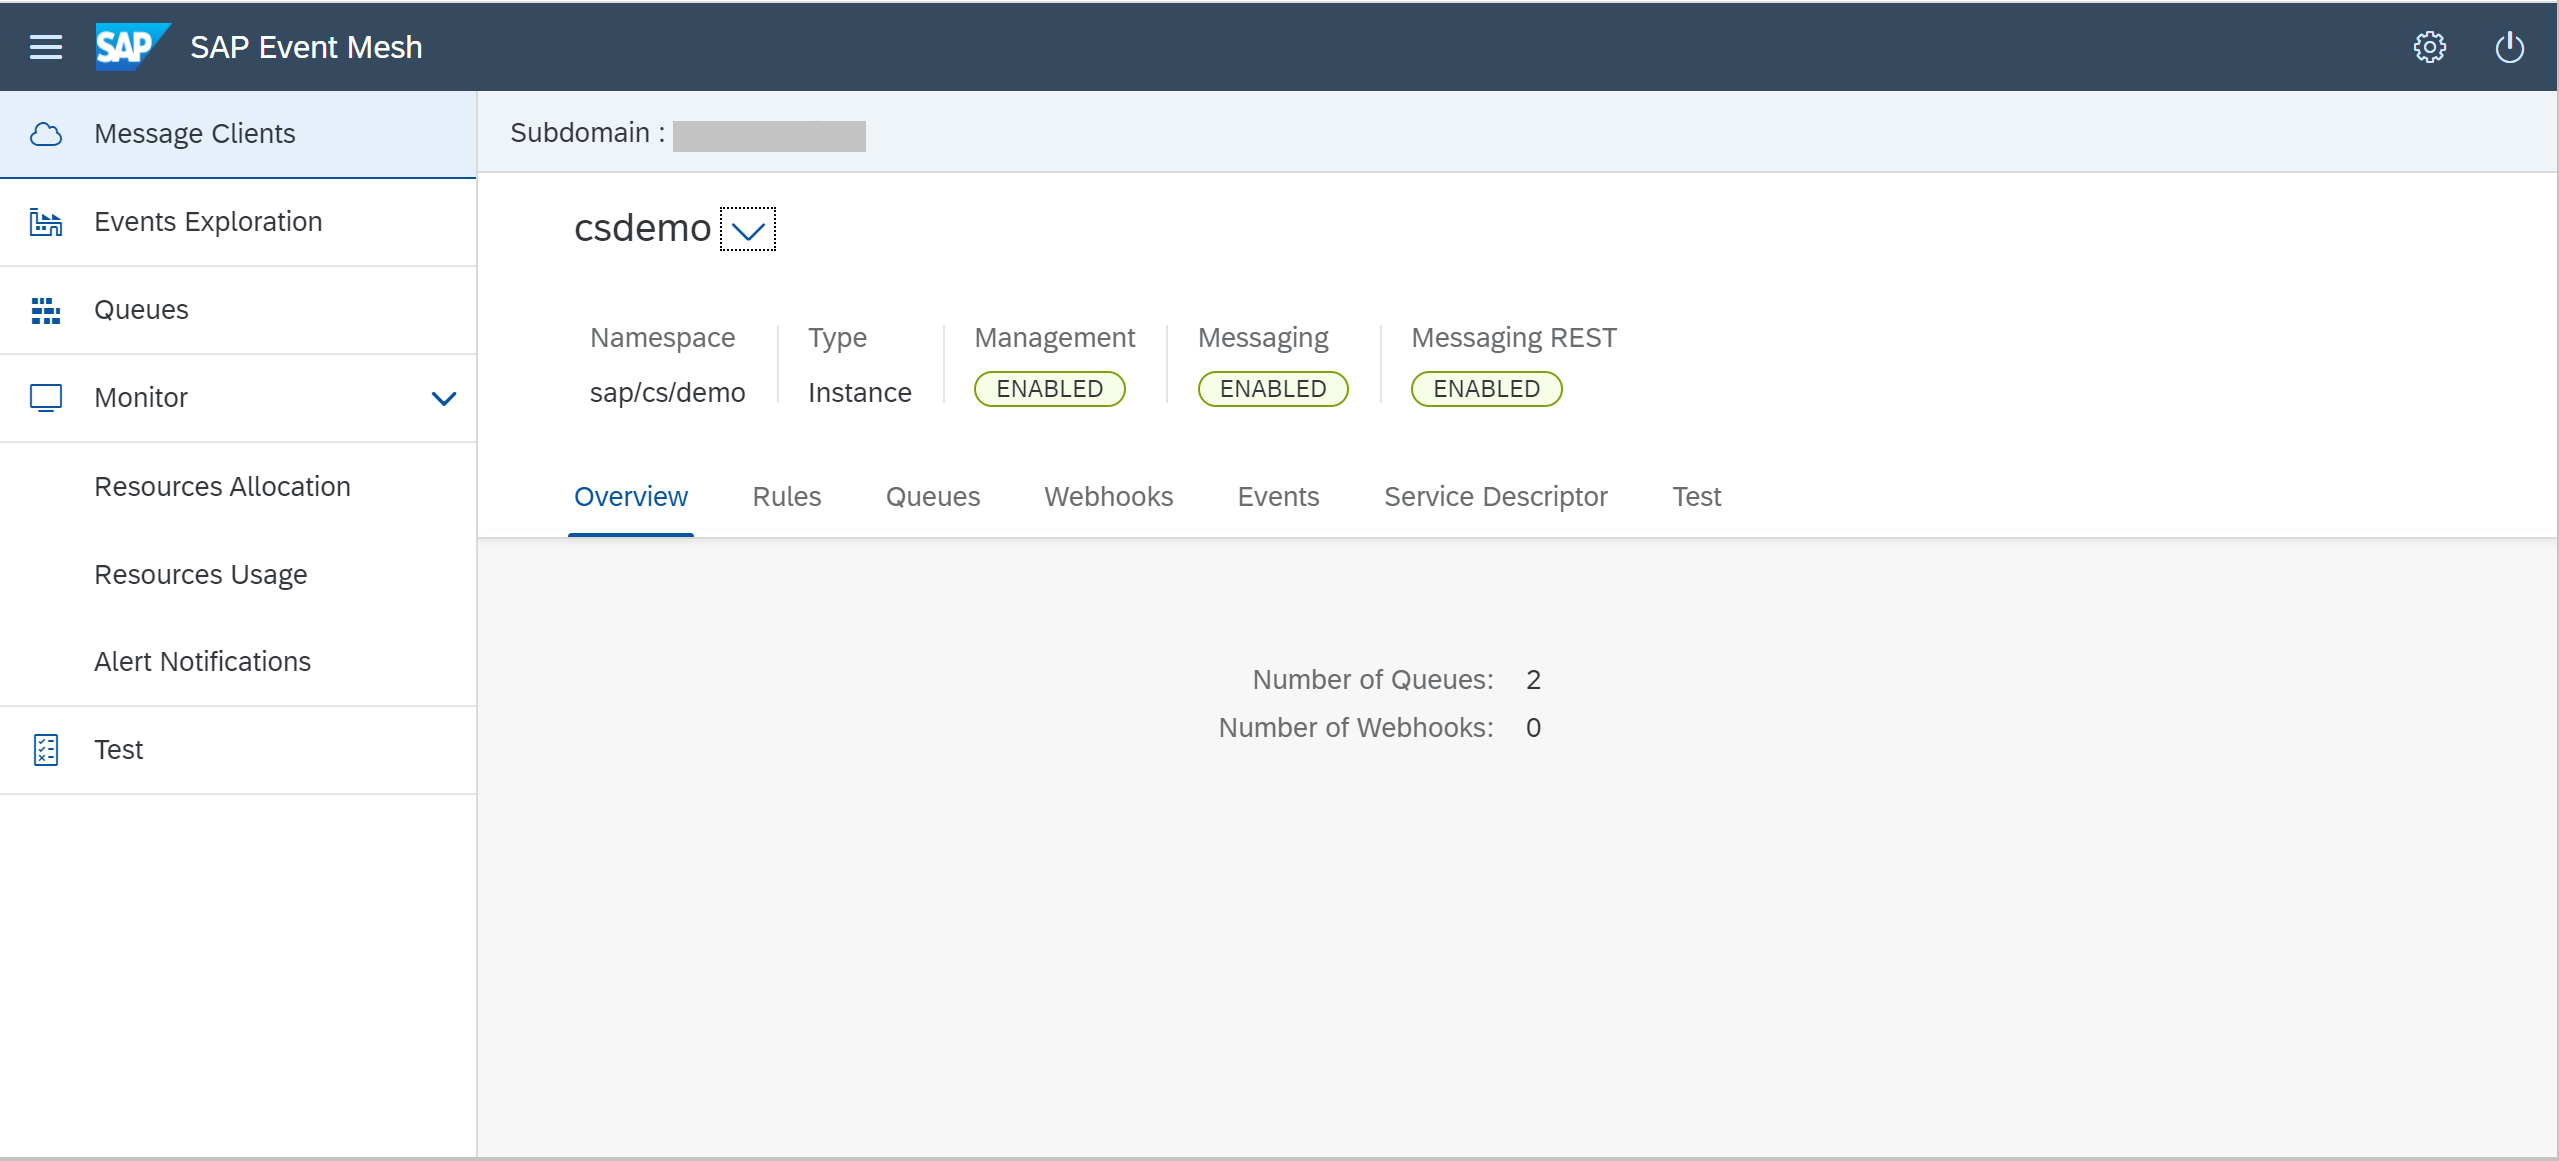 SAP SAP Event Mesh
Message Clients
Events Exploration
Queues
Monitor
Resources Allocation
Resources Usage
Alert Notifications
Test
Subdomain :
csdemo
Namespace Type Management Messaging Messaging REST
sap/cs/demo Instance ENABLED ENABLED ENABLED
Overview Rules Queues Webhooks Events Service Descriptor Test
Number of Queues: 2
Number of Webhooks: 0